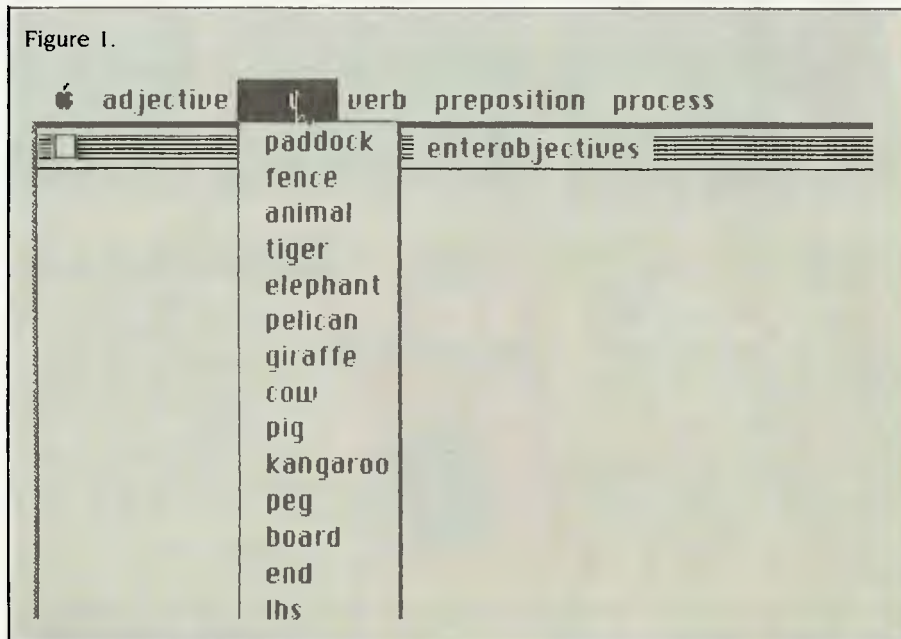 Figure 1.
adjective verb preposition process
enterobjectives
paddock
fence
animal
tiger
elephant
pelican
giraffe
cow
pig
kangaroo
peg
board
end
lhs